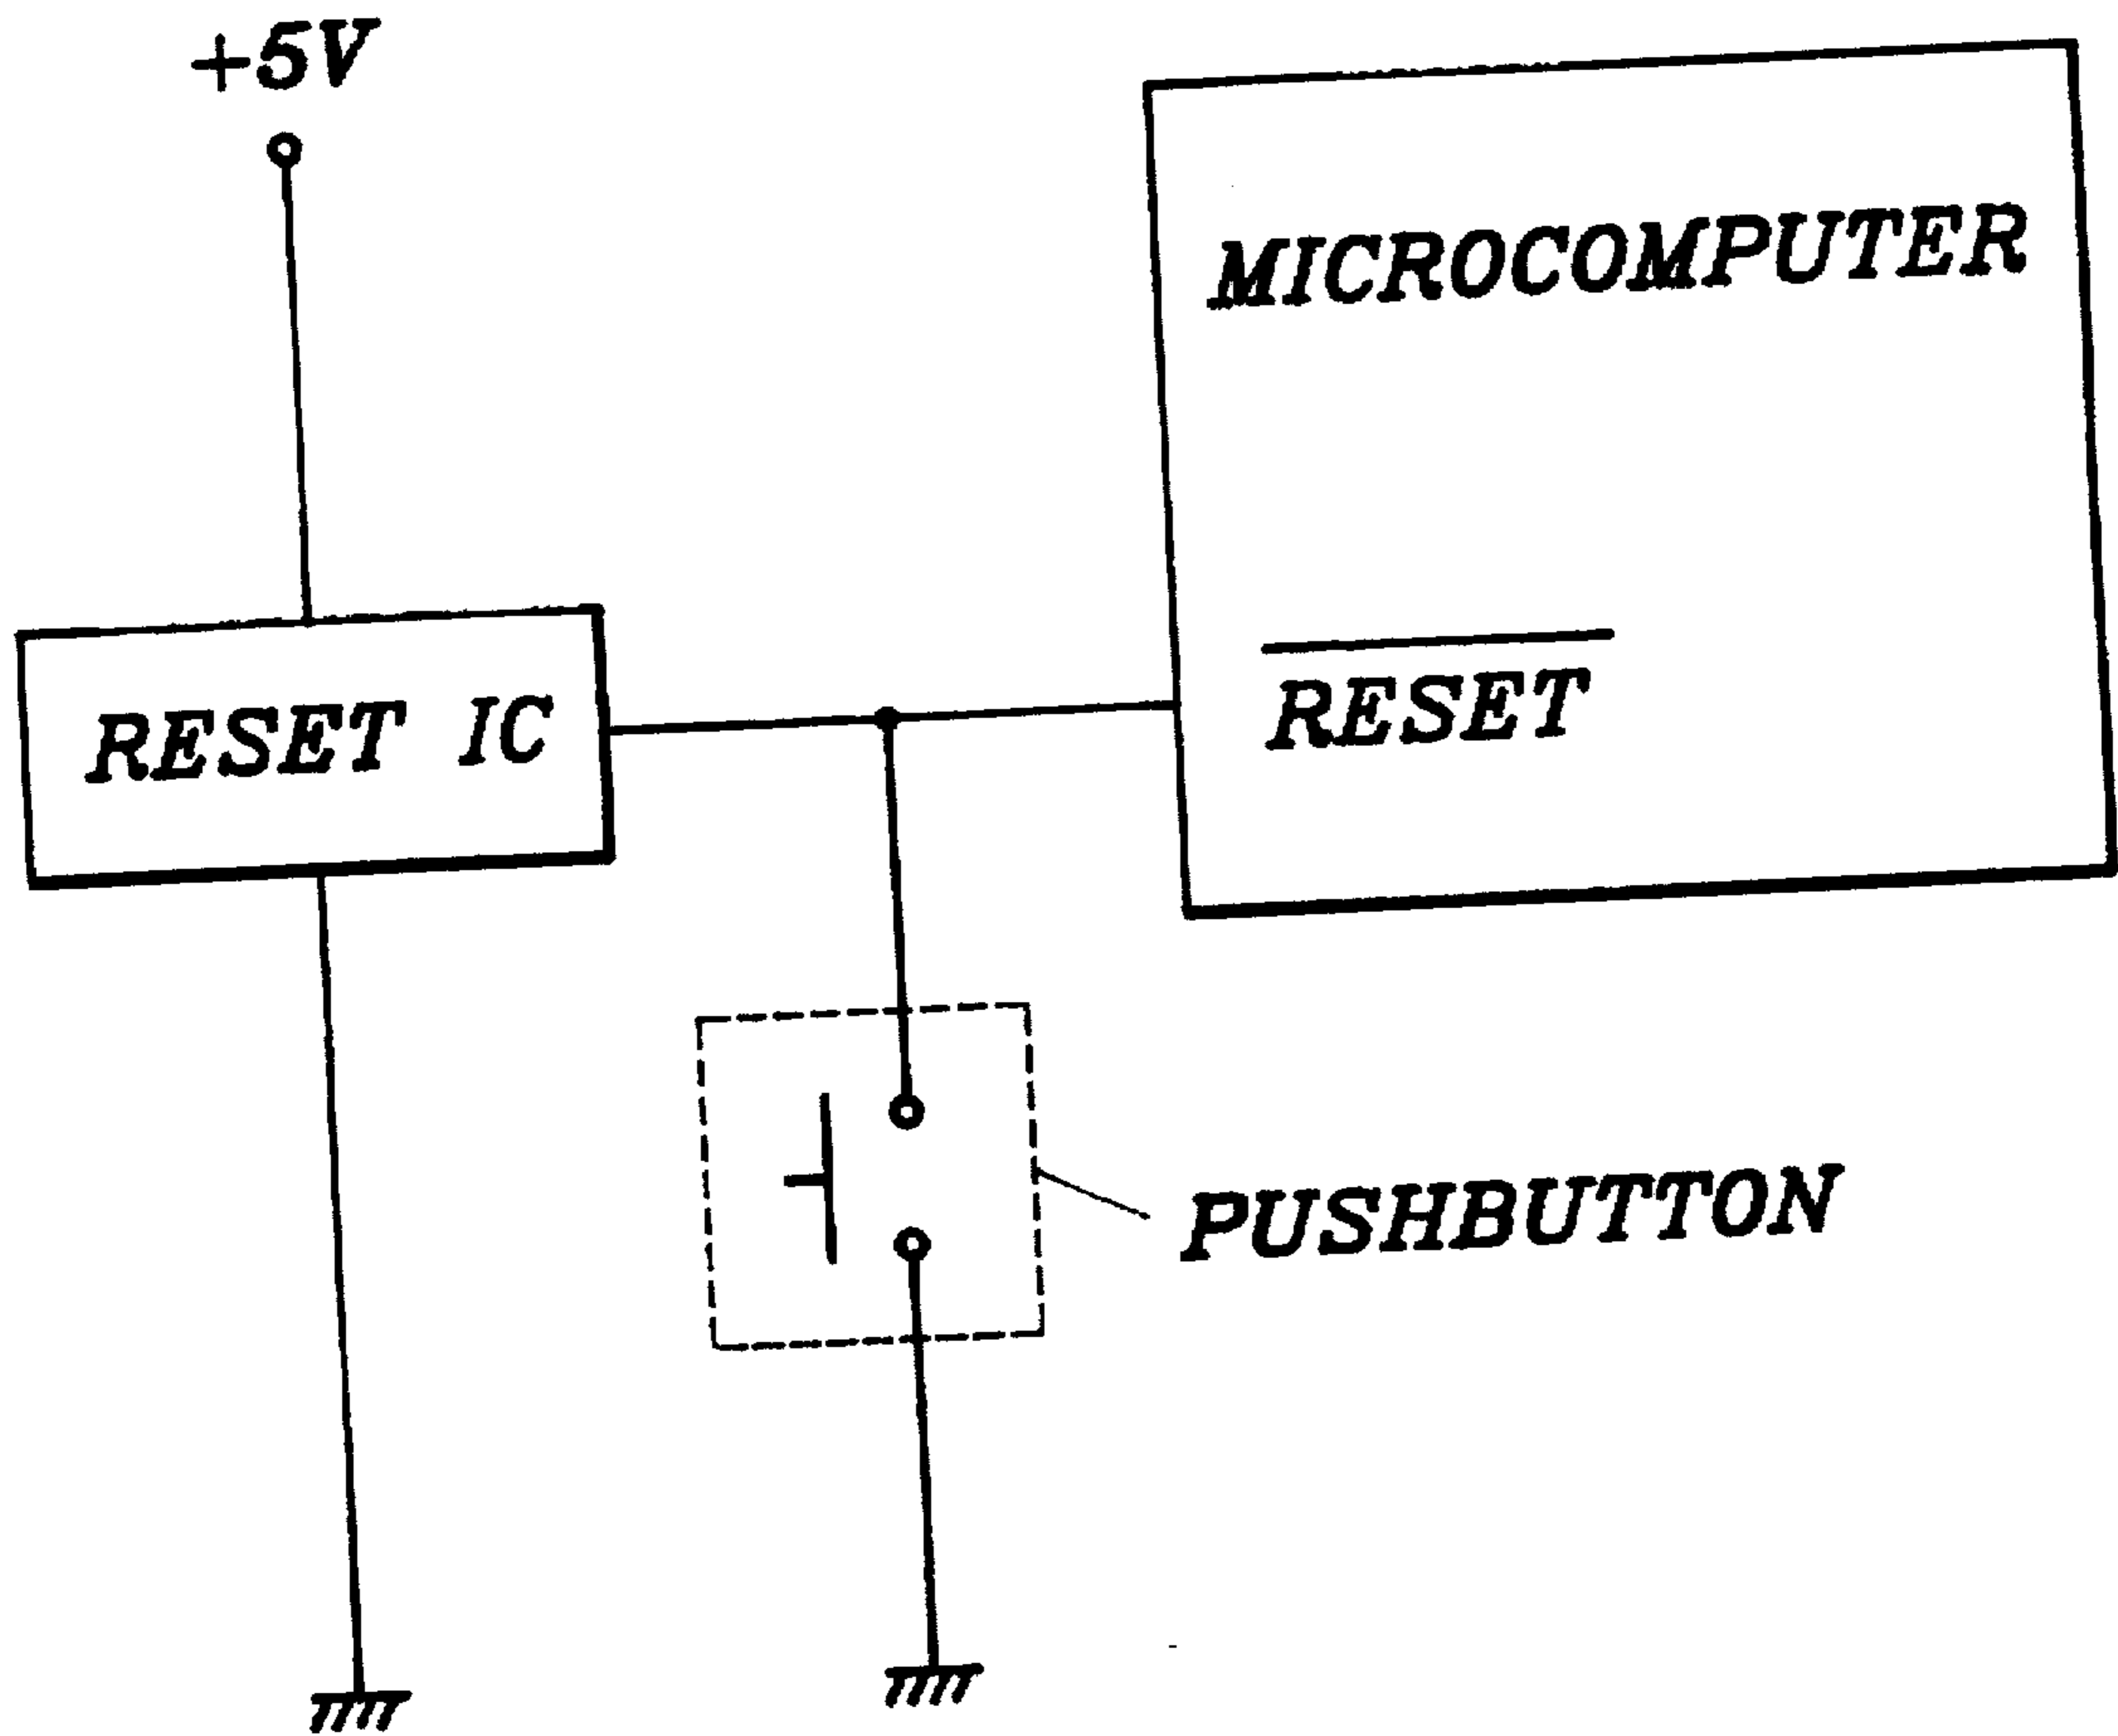 +5V
MICROCOMPUTER
RESET IC
RESET
PUSHBUTTON